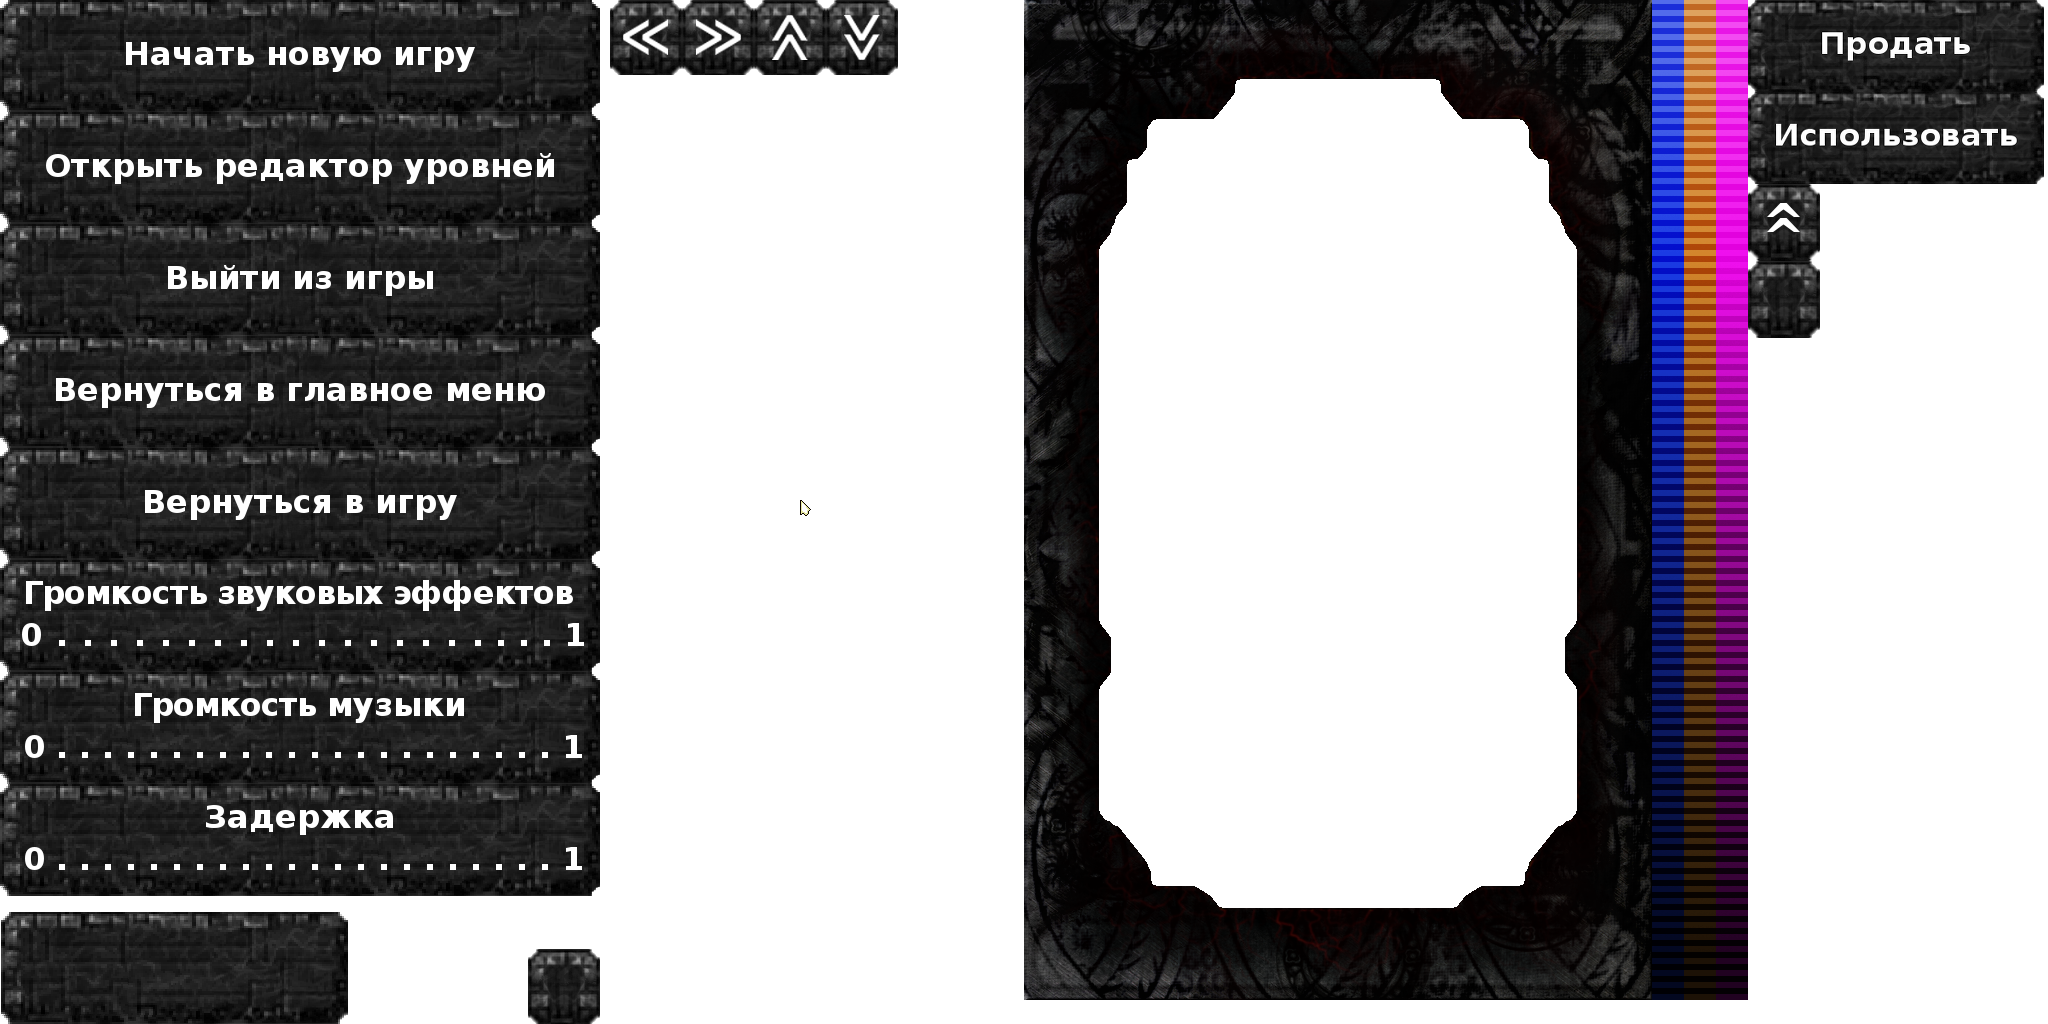 Начать новую игру
Открыть редактор уровней
Выйти из игры
Вернуться в главное меню
Вернуться в игру
Громкость звуковых эффектов
0 . . . . . . . . . . . . . . . . . . . . 1
Громкость музыки
0 . . . . . . . . . . . . . . . . . . . . . . 1
Задержка
0 . . . . . . . . . . . . . . . . . . . . . . 1
Продать
Использовать